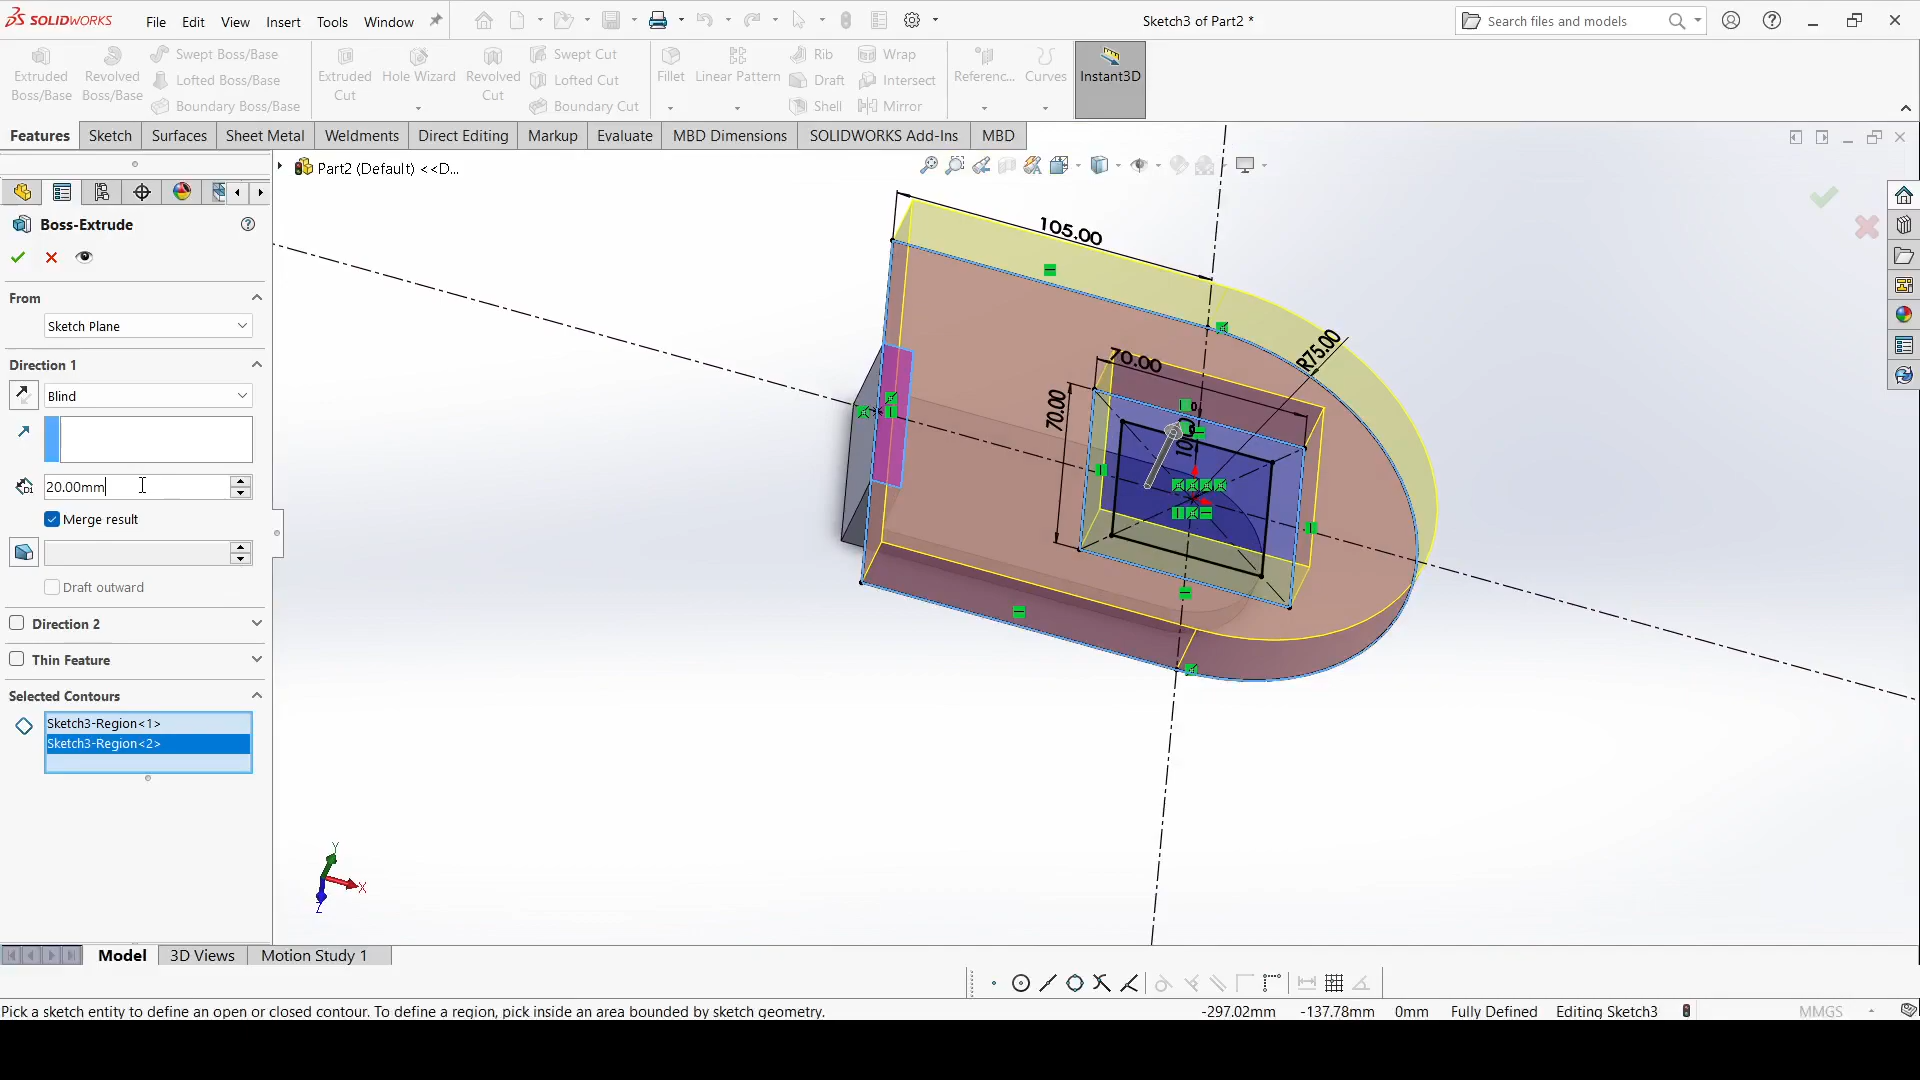 SOLIDWORKS File Edit View Insert Tools Window Sketch3 of Part2 * Search files and models
Extruded Boss/Base
Revolved Boss/Base
Swept Boss/Base
Lofted Boss/Base
Boundary Boss/Base
Extruded Cut
Hole Wizard
Revolved Cut
Swept Cut
Lofted Cut
Boundary Cut
Fillet
Linear Pattern
Rib
Draft
Shell
Wrap
Intersect
Mirror
Referenc...
Curves
Instant3D
Features Sketch Surfaces Sheet Metal Weldments Direct Editing Markup Evaluate MBD Dimensions SOLIDWORKS Add-Ins MBD
Part2 (Default) <<D...
Boss-Extrude
From
Sketch Plane
Direction 1
Blind
D1
20.00mm
Merge result
Draft outward
Direction 2
Thin Feature
Selected Contours
Sketch3-Region<1>
Sketch3-Region<2>
105.00
R75.00
70.00
70.00
Y
X
Z
Model 3D Views Motion Study 1
Pick a sketch entity to define an open or closed contour. To define a region, pick inside an area bounded by sketch geometry. -297.02mm -137.78mm 0mm Fully Defined Editing Sketch3 MMGS